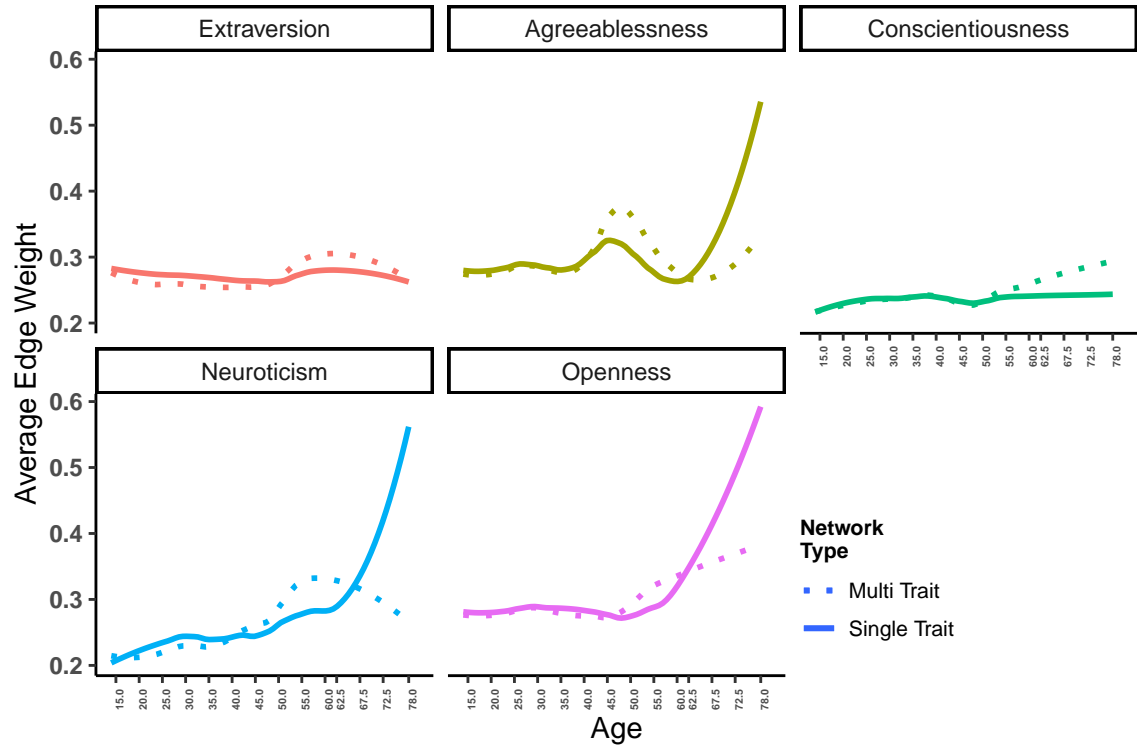 Extraversion
Agreeablessness
Conscientiousness
0.6
0.5
0.4
0.3
0.2
15.0 20.0 25.0 30.0 35.0 40.0 45.0 50.0 55.0 62.5 67.5 72.5 78.0
Neuroticism
Openness
0.6
0.5
0.4
0.3
0.2
15.0 20.0 25.0 30.0 35.0 40.0 45.0 50.0 55.0 60.0 62.5 67.5 72.5 78.0
15.0 20.0 25.0 30.0 35.0 40.0 45.0 50.0 55.0 60.0 62.5 67.5 72.5 78.0
Average Edge Weight
Age
Network
Type
Multi Trait
Single Trait